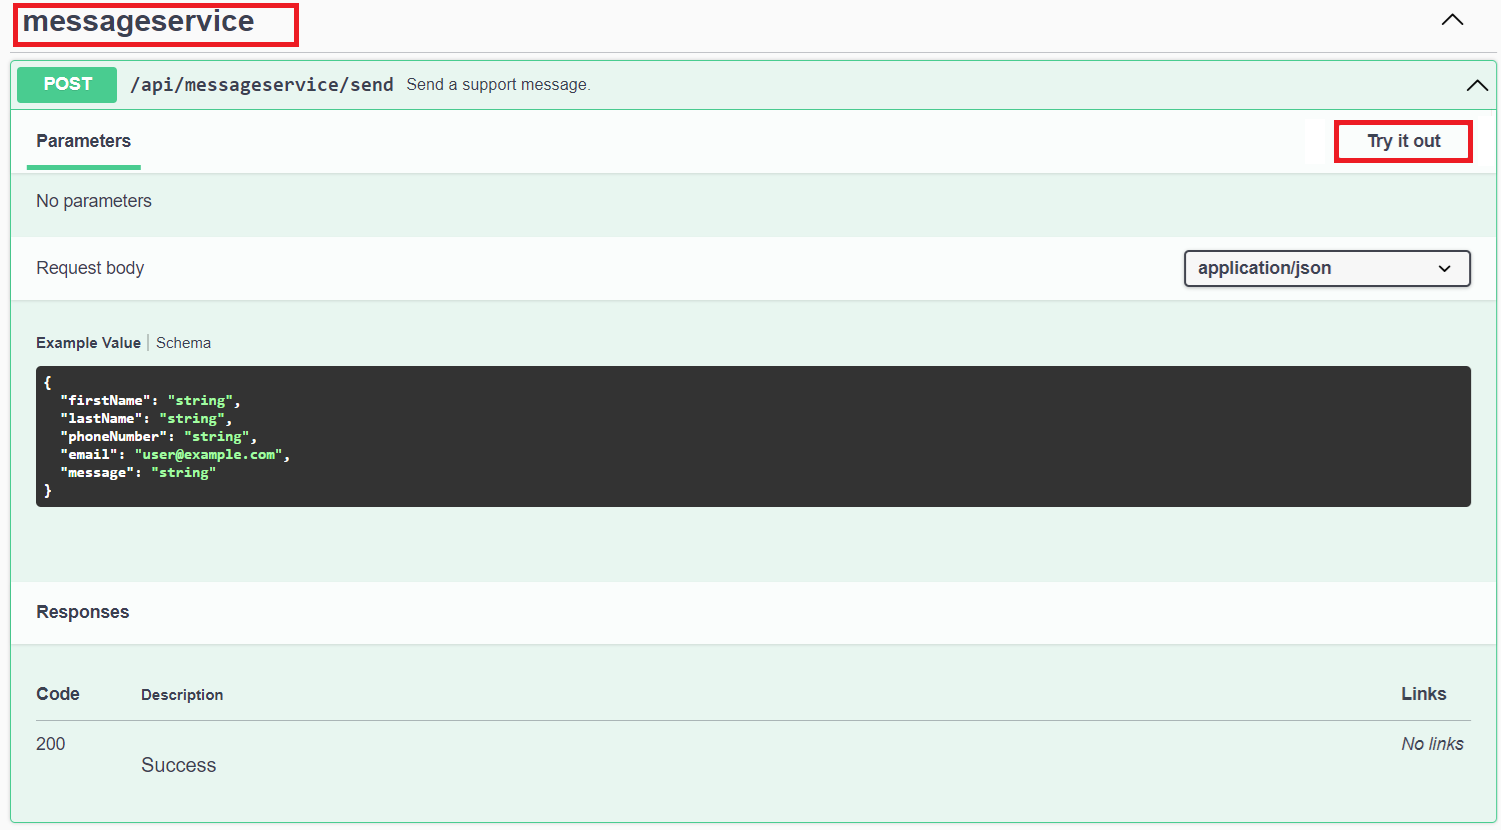 messageservice
POST /api/messageservice/send Send a support message.
Parameters Try it out
No parameters
Request body application/json
Example Value | Schema
{
"firstName": "string",
"lastName": "string",
"phoneNumber": "string",
"email": "user@example.com",
"message": "string"
}
Responses
Code Description Links
200 No links
Success